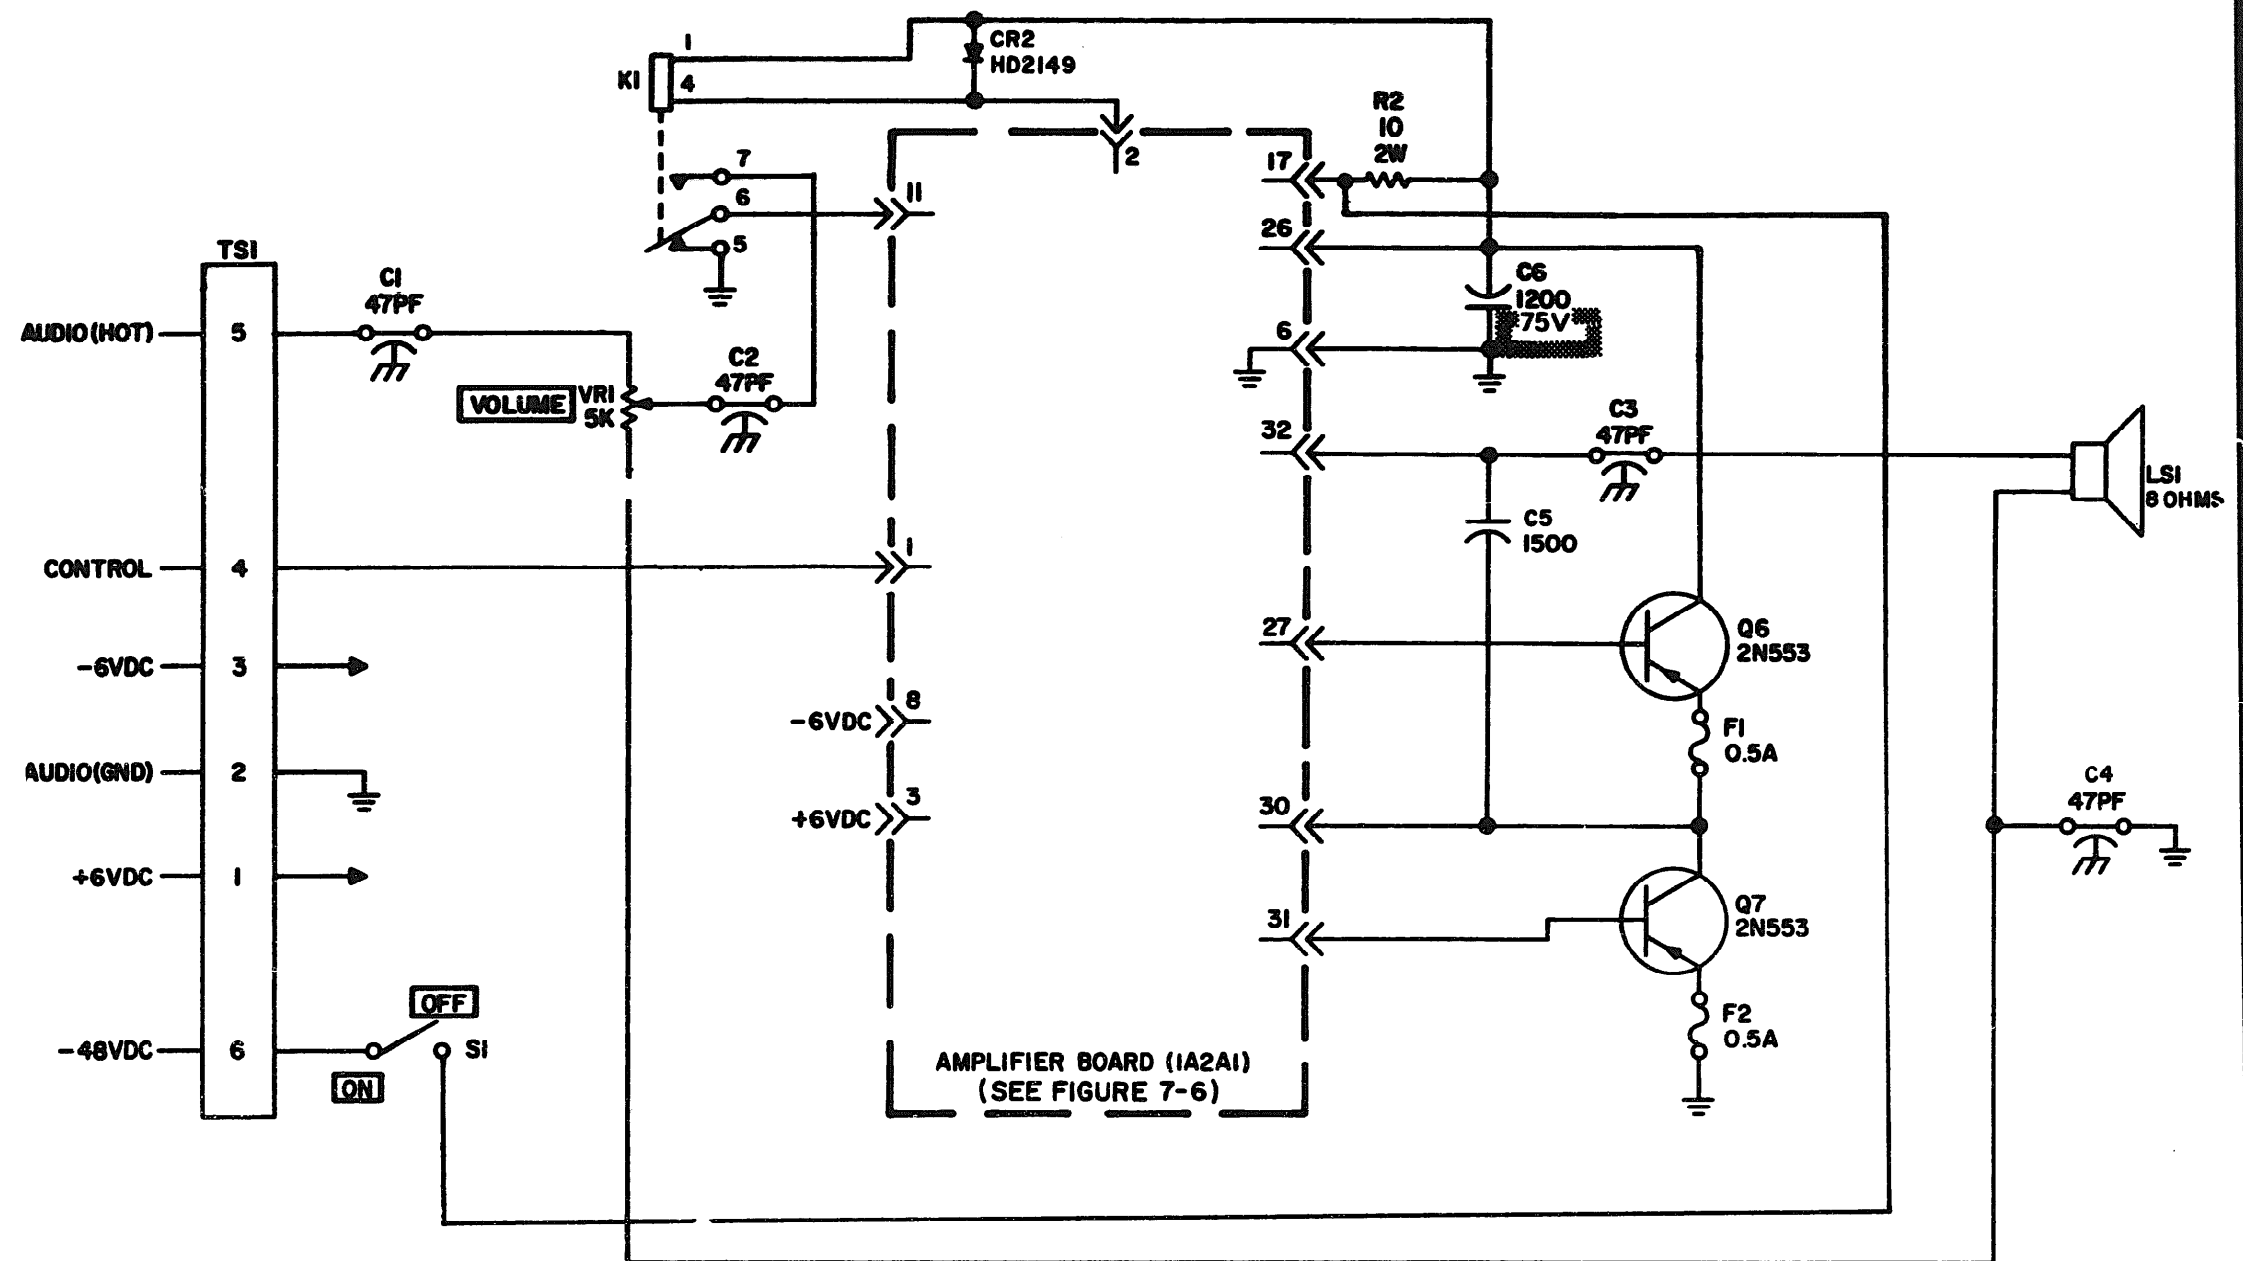 1
CR2
HD2149
K1
4
R2
10
2W
2
17
7
6
5
11
26
TS1
C1
47PF
C6
1200
75V
AUDIO(HOT)
5
6
C2
47PF
VOLUME
VR1
5K
32
C3
47PF
LS1
8 OHMS
C5
1500
CONTROL
4
1
27
Q6
2N553
-6VDC
3
-6VDC
8
F1
0.5A
AUDIO(GND)
2
+6VDC
3
30
C4
47PF
+6VDC
1
31
Q7
2N553
OFF
F2
0.5A
-48VDC
6
S1
ON
AMPLIFIER BOARD (1A2A1)
(SEE FIGURE 7-6)